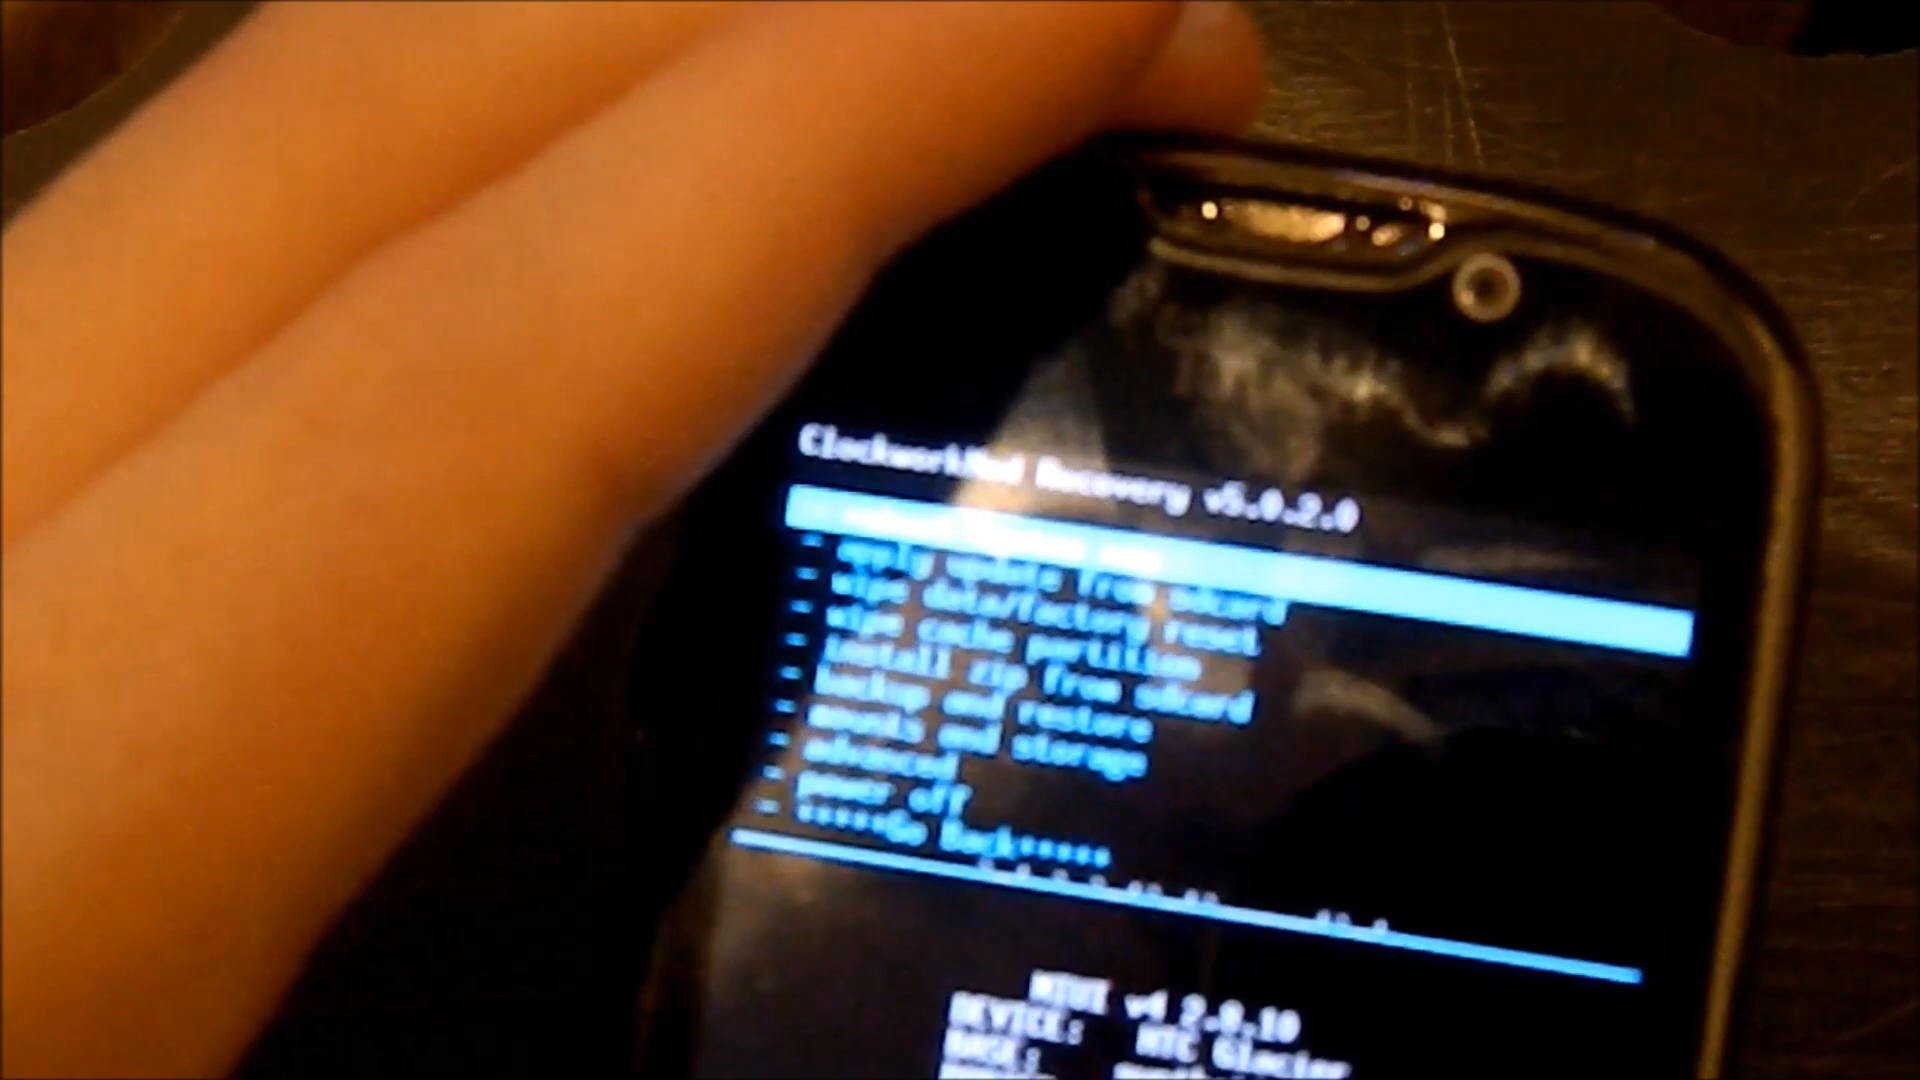 ClockworkMod Recovery v5.0.2.0
- reboot system now
- apply update from sdcard
- wipe data/factory reset
- wipe cache partition
- install zip from sdcard
- backup and restore
- mounts and storage
- advanced
- power off
- *****Go Back*****
MIUI v4 2.8.10
DEVICE: HTC Glacier
BASE: